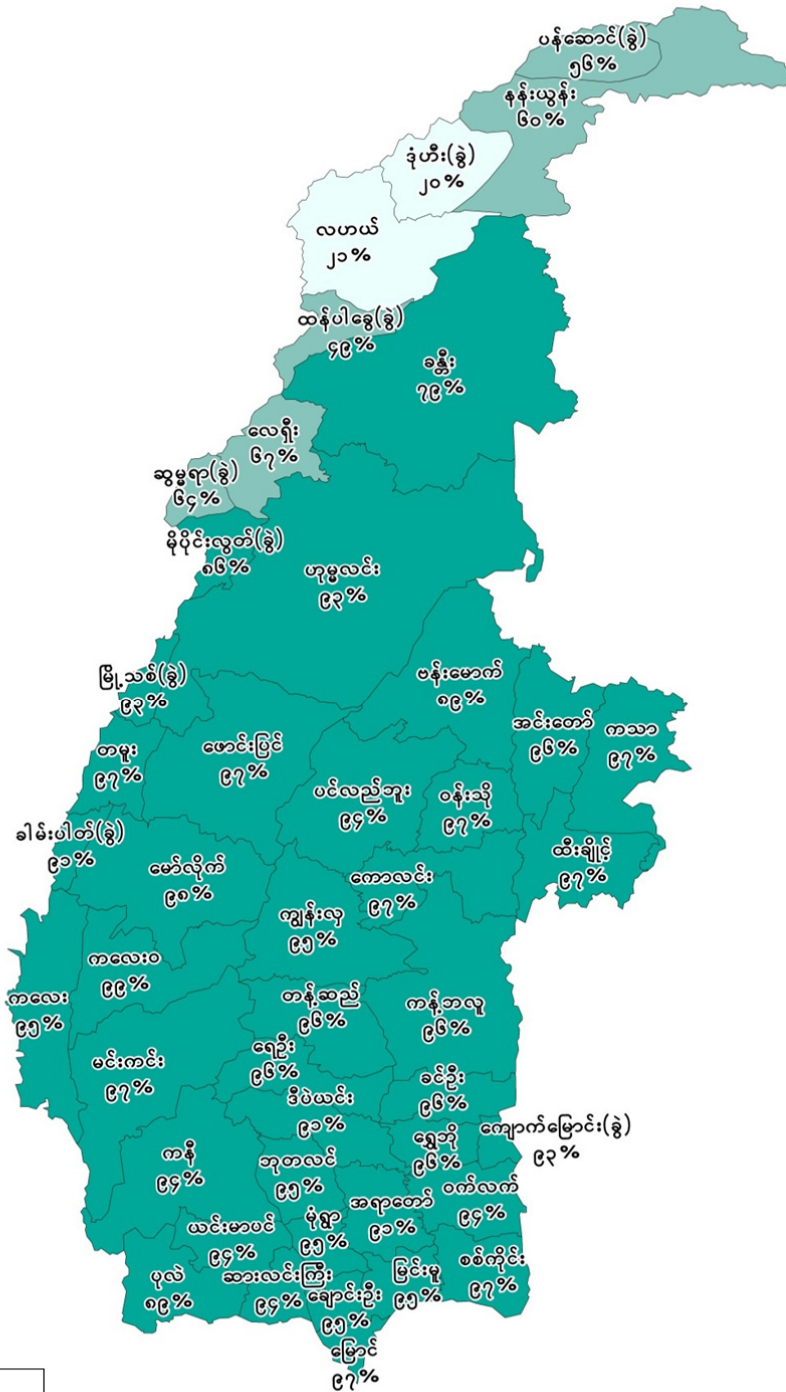 ပန်ဆောင်(ခွဲ)
၅၆%
နန်းယွန်း
၆၀%
ဒုံဟီး(ခွဲ)
၂၀%
လဟယ်
၂၁%
ထန်ပါခွေ(ခွဲ)
၄၉%
ခန္တီး
၇၉%
လေရှီး
၆၇%
ဆွမ္မရာ(ခွဲ)
၆၄%
မိုပိုင်းလွတ်(ခွဲ)
၈၆%
ဟုမ္မလင်း
၉၃%
ဗန်းမောက်
၈၉%
မြို့သစ်(ခွဲ)
၉၃%
အင်းတော်
၉၆%
ကသာ
၉၇%
တမူး
၉၇%
ဖောင်းပြင်
၉၇%
ပင်လည်ဘူး
၉၄%
ဝန်းသို
၉၇%
ခါမ်းပါတ်(ခွဲ)
၉၁%
မော်လိုက်
၉၈%
ကောလင်း
၉၇%
ထီးချိုင့်
၉၇%
ကျွန်းလှ
၉၅%
ကလေးဝ
၉၉%
ကလေး
၉၅%
တန့်ဆည်
၉၆%
ကန့်ဘလူ
၉၆%
မင်းကင်း
၉၇%
ရေဦး
၉၆%
ဒီပဲယင်း
၉၁%
ခင်ဦး
၉၆%
ရွှေဘို
၉၆%
ကျောက်မြောင်း(ခွဲ)
၉၃%
ကနီ
၉၄%
ဘုတလင်
၉၅%
အရာတော်
၉၁%
ဝက်လက်
၉၄%
ယင်းမာပင်
၉၄%
မုံရွာ
၉၅%
ပုလဲ
၈၉%
ဆားလင်းကြီး
၉၄%
ချောင်းဦး
၉၅%
မြင်းမူ
၉၅%
စစ်ကိုင်း
၉၇%
မြောင်
၉၇%